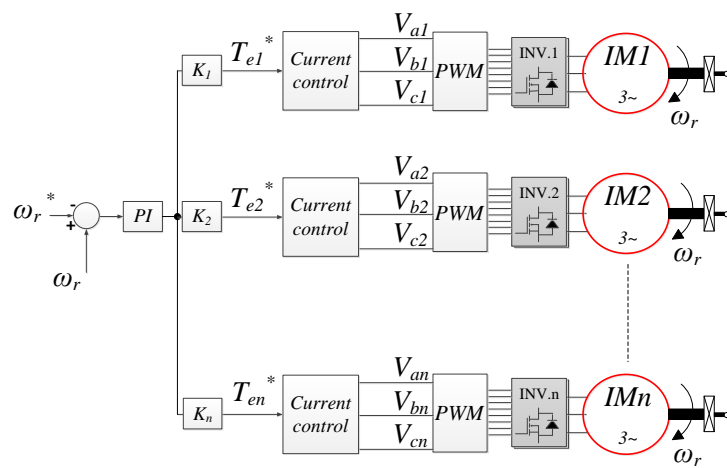 K1 Te1* Current control Va1 Vb1 Vc1 PWM INV.1 IM1 3~ ωr
ωr* - + ωr PI
K2 Te2* Current control Va2 Vb2 Vc2 PWM INV.2 IM2 3~ ωr
Kn Ten* Current control Van Vbn Vcn PWM INV.n IMn 3~ ωr